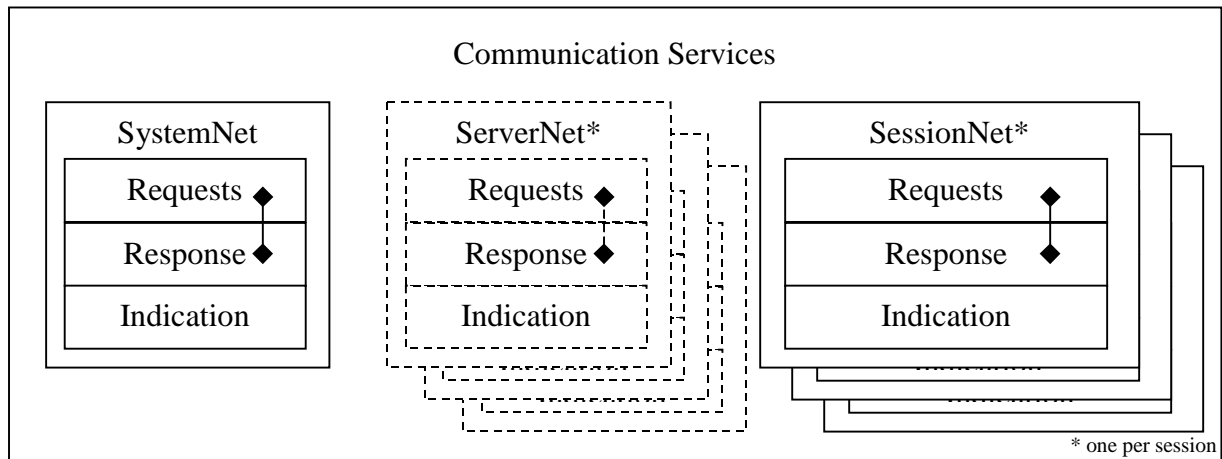 Communication Services
SystemNet
Requests
Response
Indication
ServerNet*
Requests
Response
Indication
SessionNet*
Requests
Response
Indication
* one per session